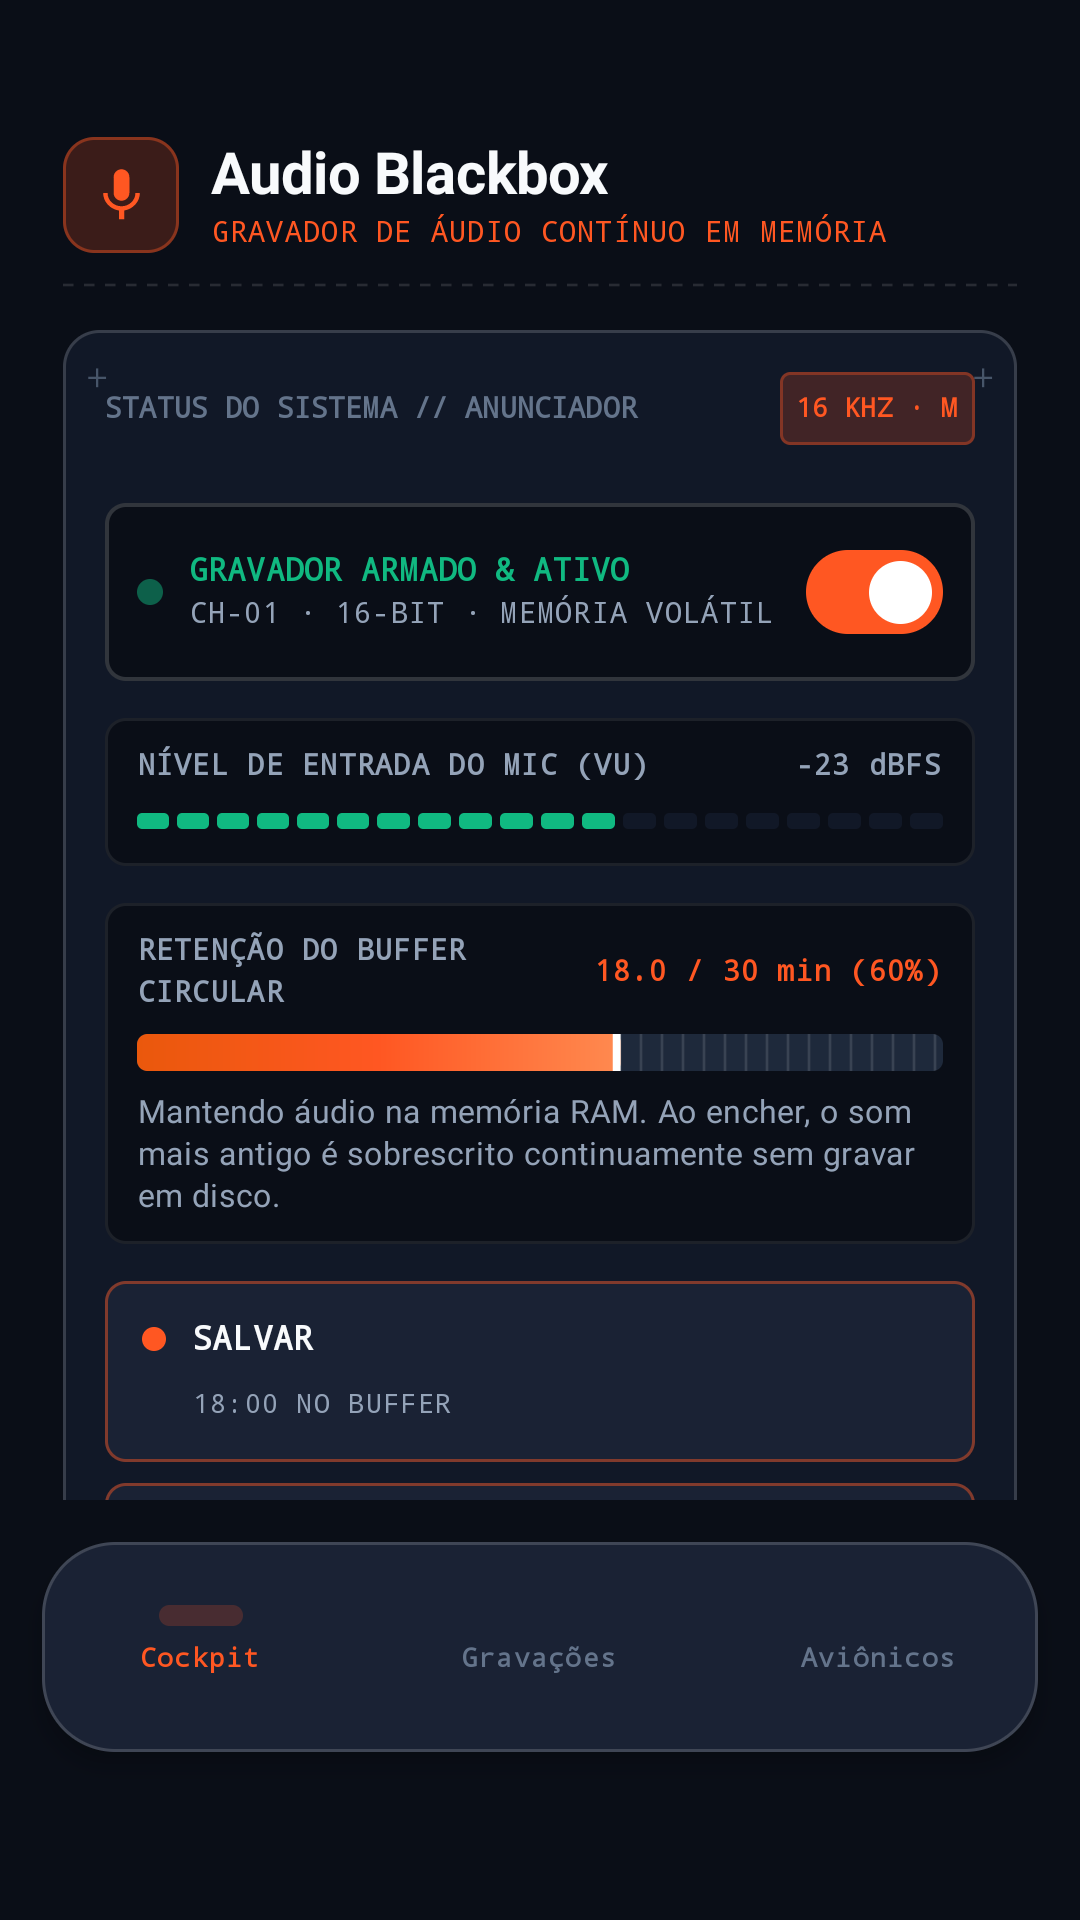 Audio Blackbox
GRAVADOR DE ÁUDIO CONTÍNUO EM MEMÓRIA
STATUS DO SISTEMA // ANUNCIADOR
16 KHZ · M
GRAVADOR ARMADO & ATIVO
CH-01 · 16-BIT · MEMÓRIA VOLÁTIL
NÍVEL DE ENTRADA DO MIC (VU)
-23 dBFS
RETENÇÃO DO BUFFER
CIRCULAR
18.0 / 30 min (60%)
Mantendo áudio na memória RAM. Ao encher, o som
mais antigo é sobrescrito continuamente sem gravar
em disco.
SALVAR
18:00 NO BUFFER
Cockpit
Gravações
Aviônicos